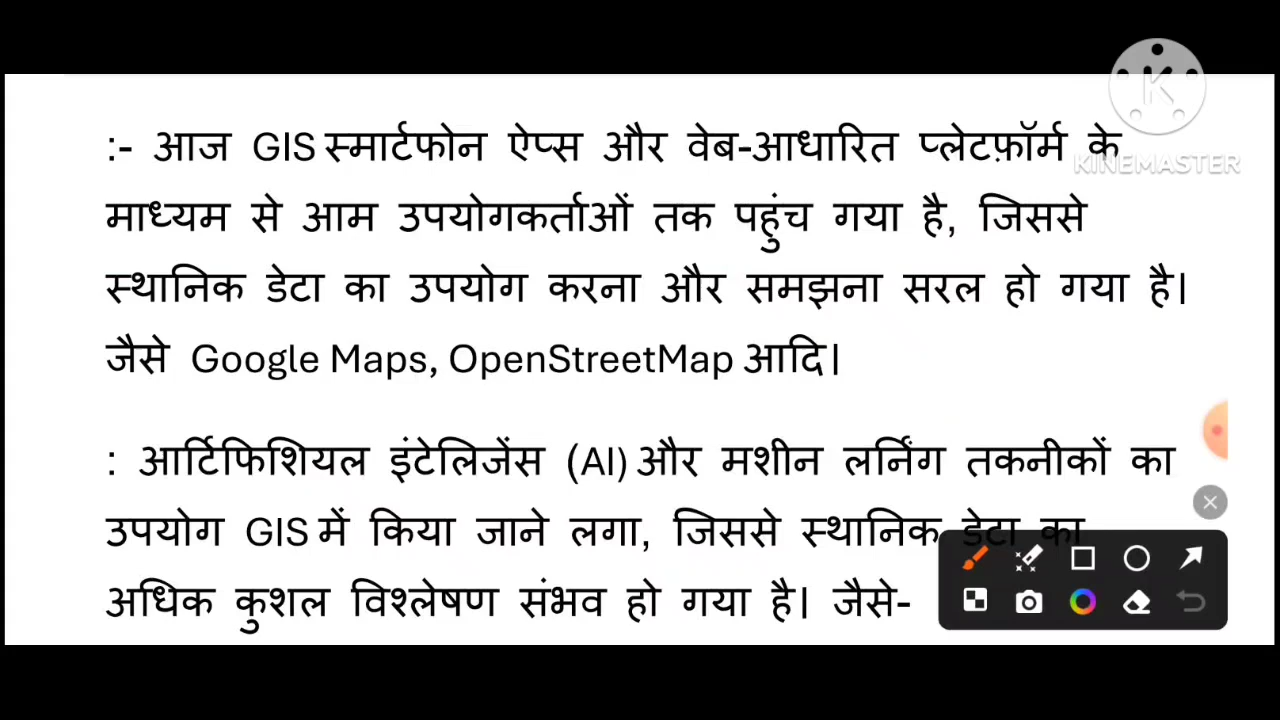 :- आज GIS स्मार्टफोन ऐप्स और वेब-आधारित प्लेटफ़ॉर्म के
KINEMASTER
माध्यम से आम उपयोगकर्ताओं तक पहुंच गया है, जिससे
स्थानिक डेटा का उपयोग करना और समझना सरल हो गया है।
जैसे Google Maps, OpenStreetMap आदि।
: आर्टिफिशियल इंटेलिजेंस (AI) और मशीन लर्निंग तकनीकों का
उपयोग GIS में किया जाने लगा, जिससे स्थानिक डेटा का
अधिक कुशल विश्लेषण संभव हो गया है। जैसे-